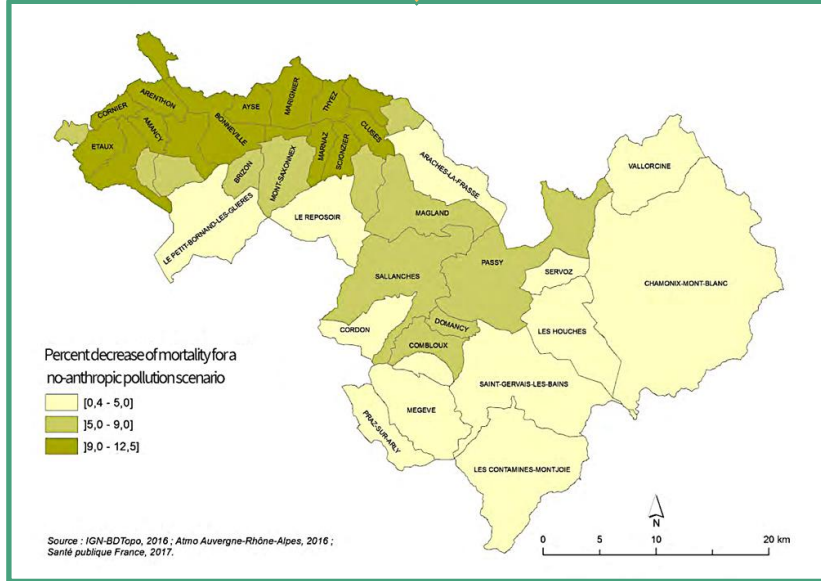 CORNIER
ARENTHON
AYSE
MARIGNIER
THYEZ
ETAUX
AMANCY
BONNEVILLE
MARNAZ
SCIONZIER
CLUSES
BRIZON
MONT-SAXONNEX
ARACHES-LA-FRASSE
VALLORCINE
LE PETIT-BORNAND-LES-GLIERES
LE REPOSOIR
MAGLAND
PASSY
SALLANCHES
SERVOZ
CHAMONIX-MONT-BLANC
CORDON
DOMANCY
LES HOUCHES
COMBLOUX
SAINT-GERVAIS-LES-BAINS
MEGEVE
PRAZ-SUR-ARLY
LES CONTAMINES-MONTJOIE
Percent decrease of mortality for a
no-anthropic pollution scenario
[0,4 - 5,0]
]5,0 - 9,0]
]9,0 - 12,5]
Source : IGN-BDTopo, 2016 ; Atmo Auvergne-Rhône-Alpes, 2016 ;
Santé publique France, 2017.
N
0 5 10 20 km